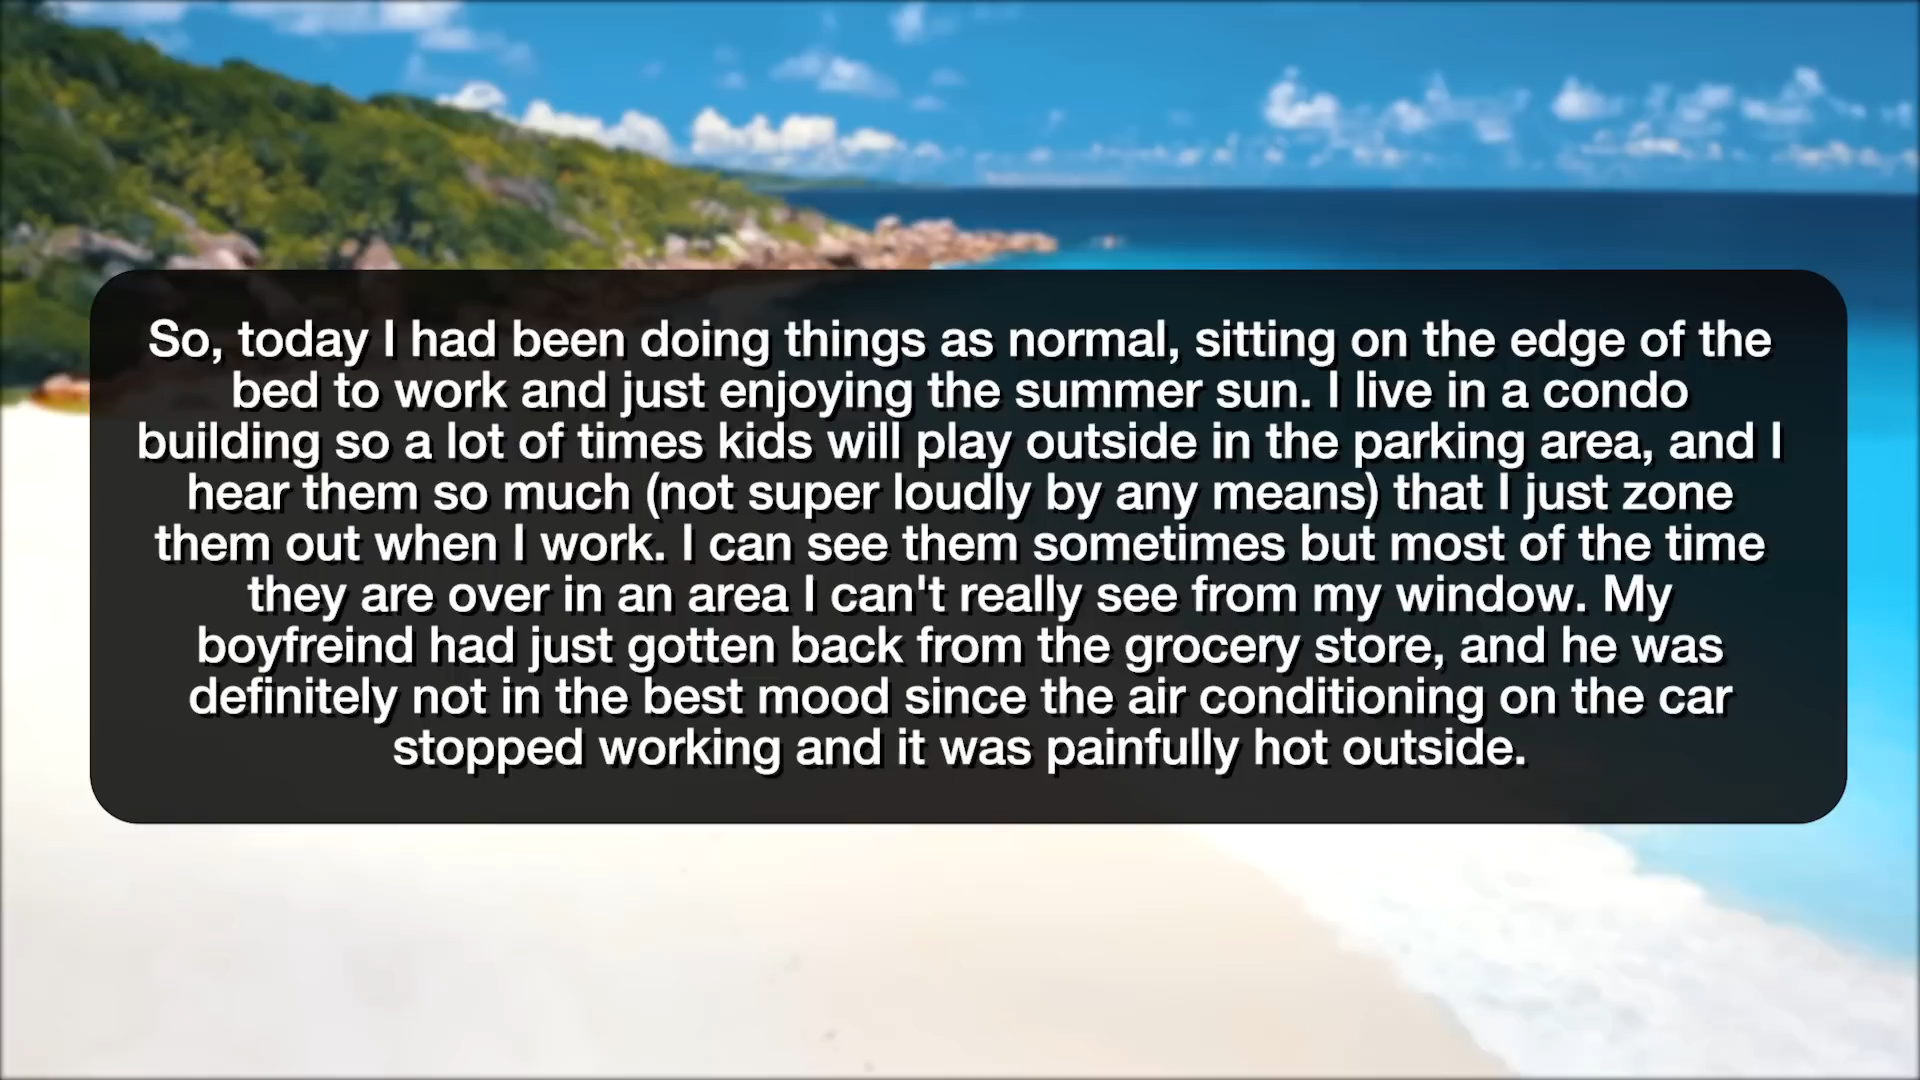 So, today I had been doing things as normal, sitting on the edge of the
bed to work and just enjoying the summer sun. I live in a condo
building so a lot of times kids will play outside in the parking area, and I
hear them so much (not super loudly by any means) that I just zone
them out when I work. I can see them sometimes but most of the time
they are over in an area I can't really see from my window. My
boyfreind had just gotten back from the grocery store, and he was
definitely not in the best mood since the air conditioning on the car
stopped working and it was painfully hot outside.